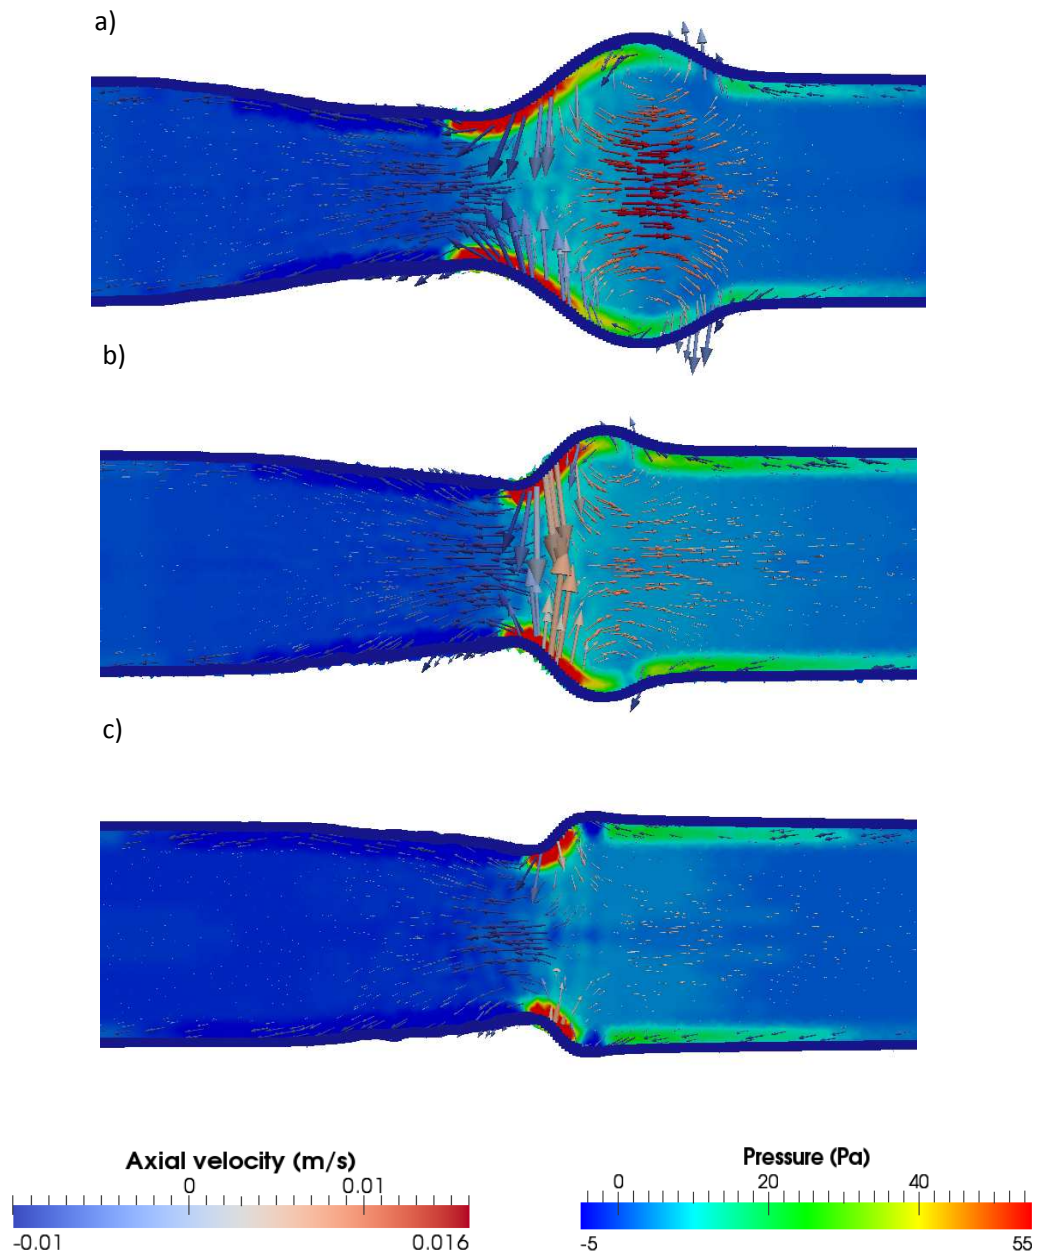 a)
b)
c)
Axial velocity (m/s)
0 0.01
-0.01 0.016
Pressure (Pa)
0 20 40
-5 55